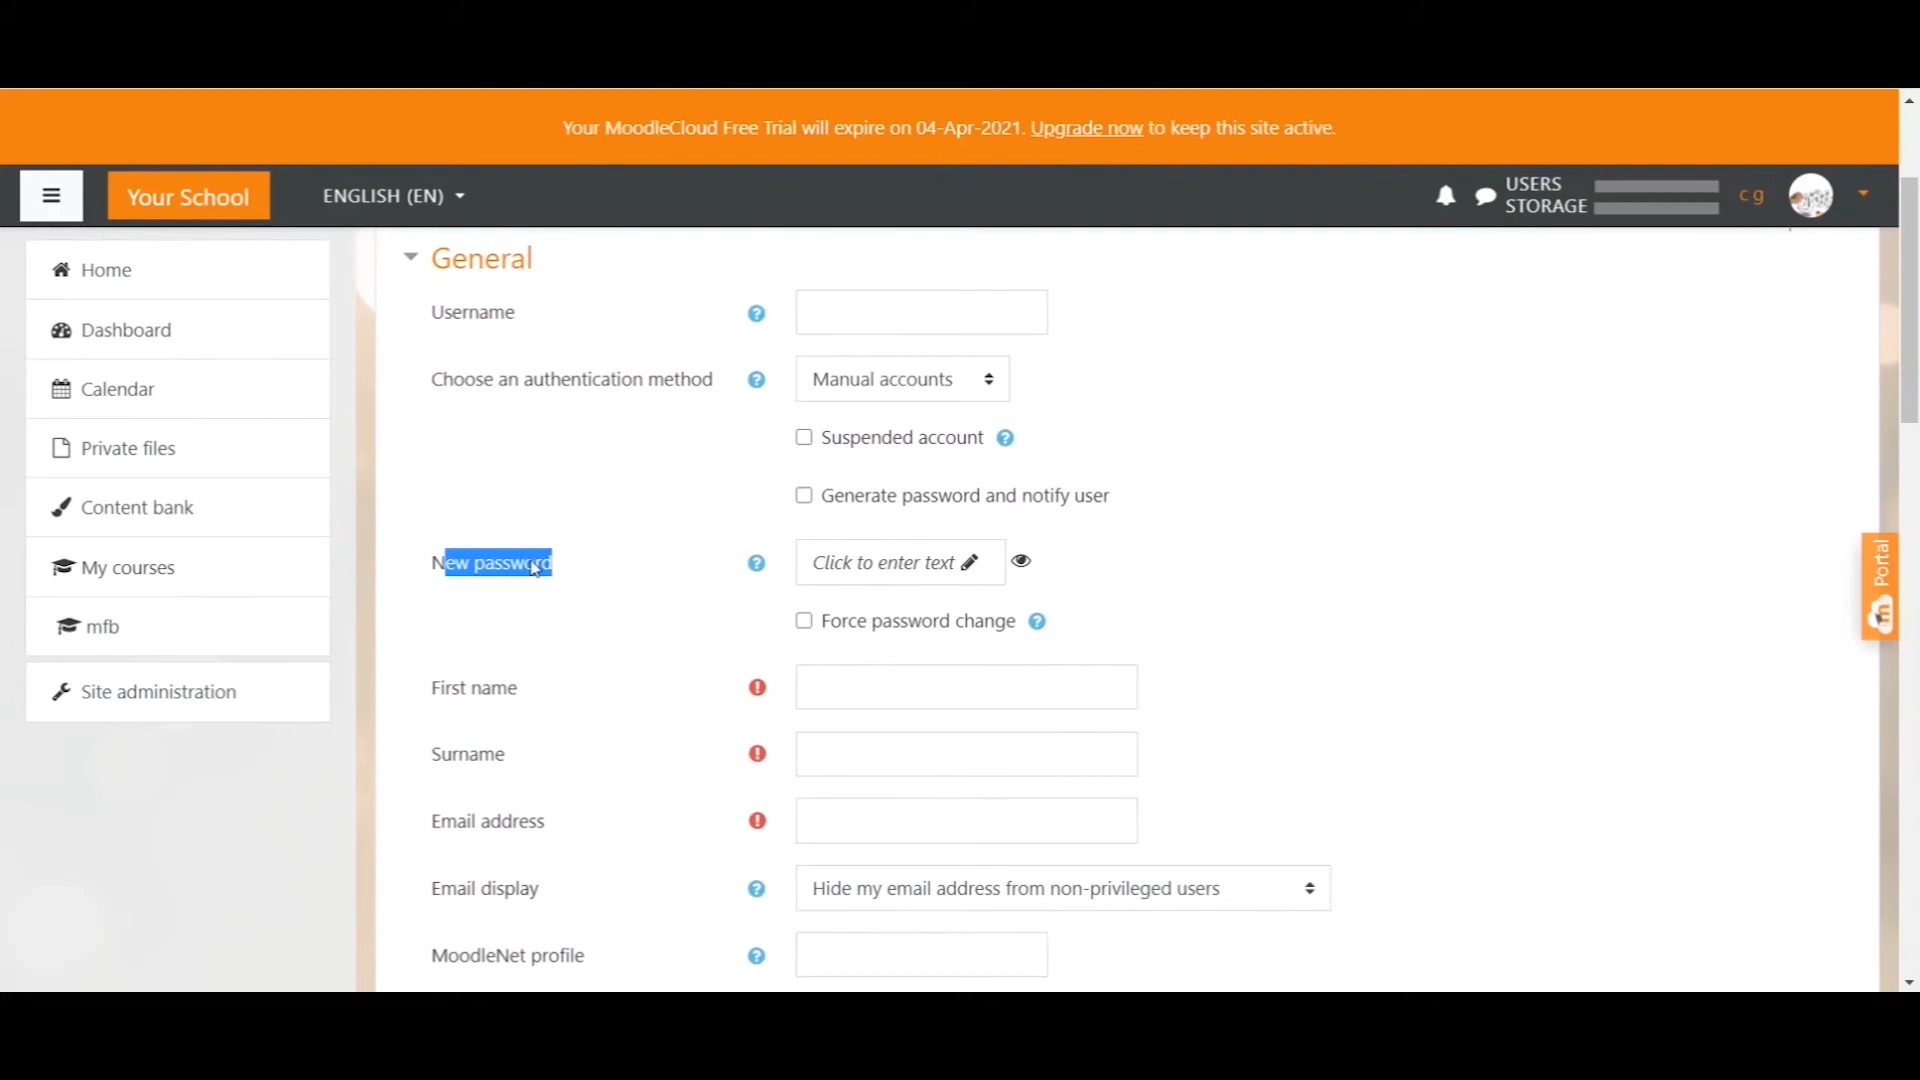 Your MoodleCloud Free Trial will expire on 04-Apr-2021. Upgrade now to keep this site active.
Your School
ENGLISH (EN)
USERS
STORAGE
c g
Home
Dashboard
Calendar
Private files
Content bank
My courses
mfb
Site administration
General
Username
Choose an authentication method
Manual accounts
Suspended account
Generate password and notify user
New password
Click to enter text
Force password change
First name
Surname
Email address
Email display
Hide my email address from non-privileged users
MoodleNet profile
Portal